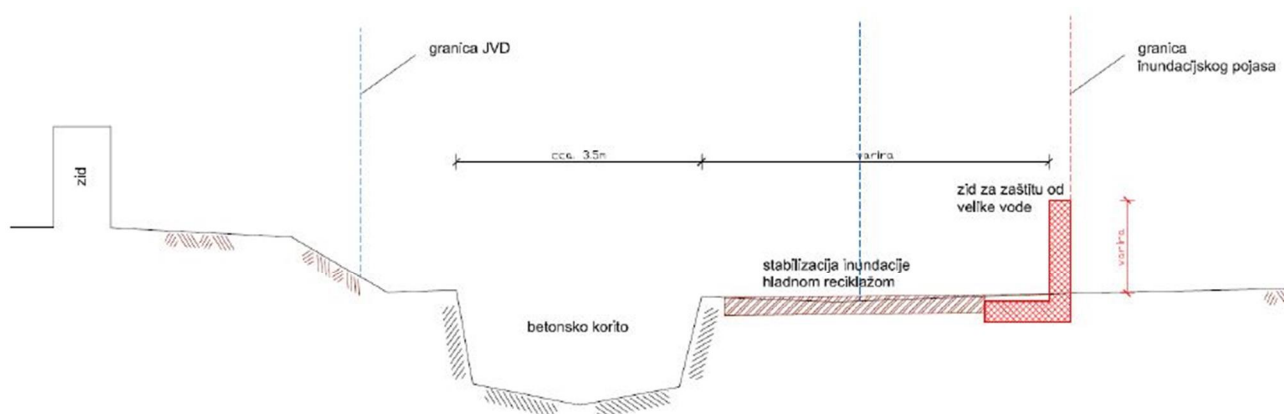 granica JVD
granica
inundacijskog pojasa
zid
cca. 3.5m
varira
zid za zaštitu od
velike vode
varira
stabilizacija inundacije
hladnom reciklažom
betonsko korito